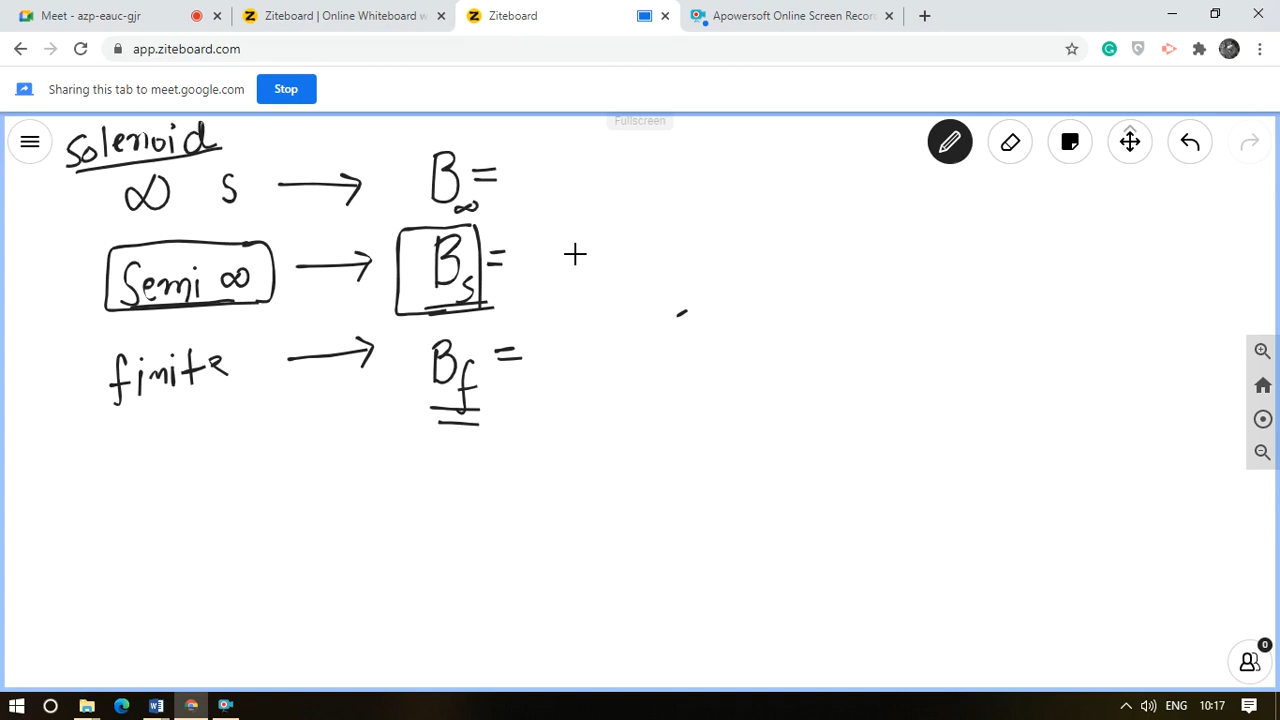 Meet - azp-eauc-gjr
Ziteboard | Online Whiteboard w
Ziteboard
Apowersoft Online Screen Recor
app.ziteboard.com
Sharing this tab to meet.google.com Stop
Fullscreen
Solenoid
∞ S → B∞ =
Semi ∞ → Bs =
finite → Bf =
0
ENG 10:17